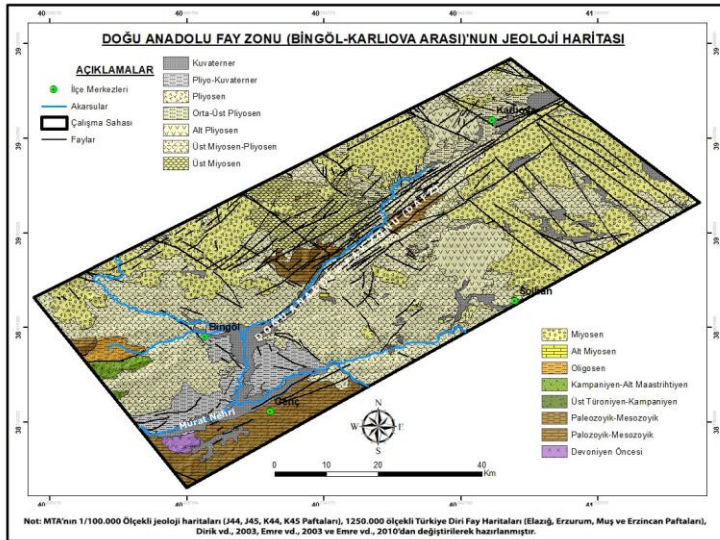 DOĞU ANADOLU FAY ZONU (BİNGÖL-KARLIOVA ARASI)'NUN JEOLOJİ HARİTASI
AÇIKLAMALAR
İlçe Merkezleri
Akarsular
Çalışma Sahası
Faylar
Kuvaterner
Pliyo-Kuvaterner
Pliyosen
Orta-Üst Pliyosen
Alt Pliyosen
Üst Miyosen-Pliyosen
Üst Miyosen
DOĞU ANADOLU FAY ZONU (DAFZ)
Bingöl
Solhan
Genç
Murat Nehri
Miyosen
Alt Miyosen
Oligosen
Kampaniyen-Alt Maastrihtiyen
Üst Türoniyen-Kampaniyen
Paleozoyik-Mesozoyik
Palozoyik-Mesozoyik
Devoniyen Öncesi
N
W E
S
0 10 20 40
Km
Not: MTA'nın 1/100.000 Ölçekli jeoloji haritaları (J44, J45, K44, K45 Paftaları), 1250.000 ölçekli Türkiye Diri Fay Haritaları (Elazığ, Erzurum, Muş ve Erzincan Paftaları),
Dirik vd., 2003, Emre vd., 2003 ve Emre vd., 2010'dan değiştirilerek hazırlanmıştır.